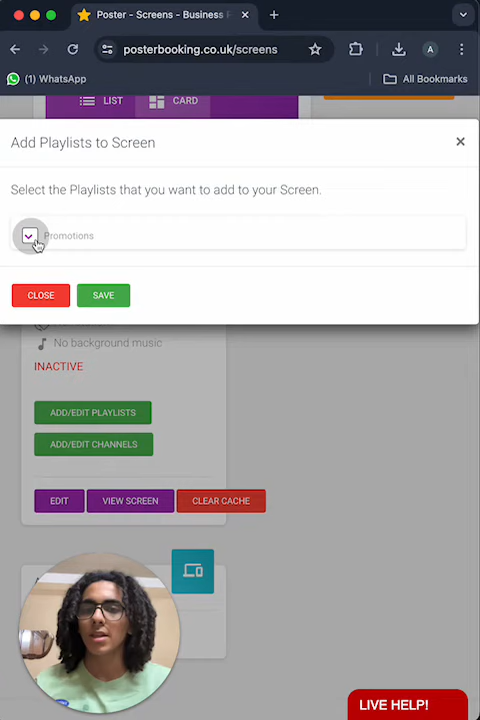 Poster - Screens - Business
posterbooking.co.uk/screens
A
(1) WhatsApp
All Bookmarks
LIST
CARD
Add Playlists to Screen
Select the Playlists that you want to add to your Screen.
Promotions
CLOSE
SAVE
No background music
INACTIVE
ADD/EDIT PLAYLISTS
ADD/EDIT CHANNELS
EDIT
VIEW SCREEN
CLEAR CACHE
LIVE HELP!